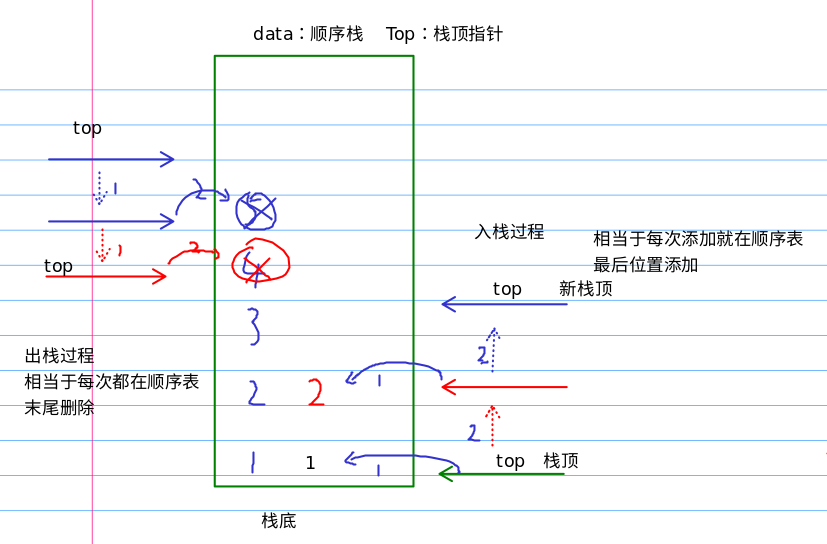 data：顺序栈 Top：栈顶指针
top
1
2
5
1
2
top
4
入栈过程
相当于每次添加就在顺序表
最后位置添加
top 新栈顶
3
2
出栈过程
相当于每次都在顺序表
末尾删除
1
2 2
2
1 1
1
top 栈顶
栈底